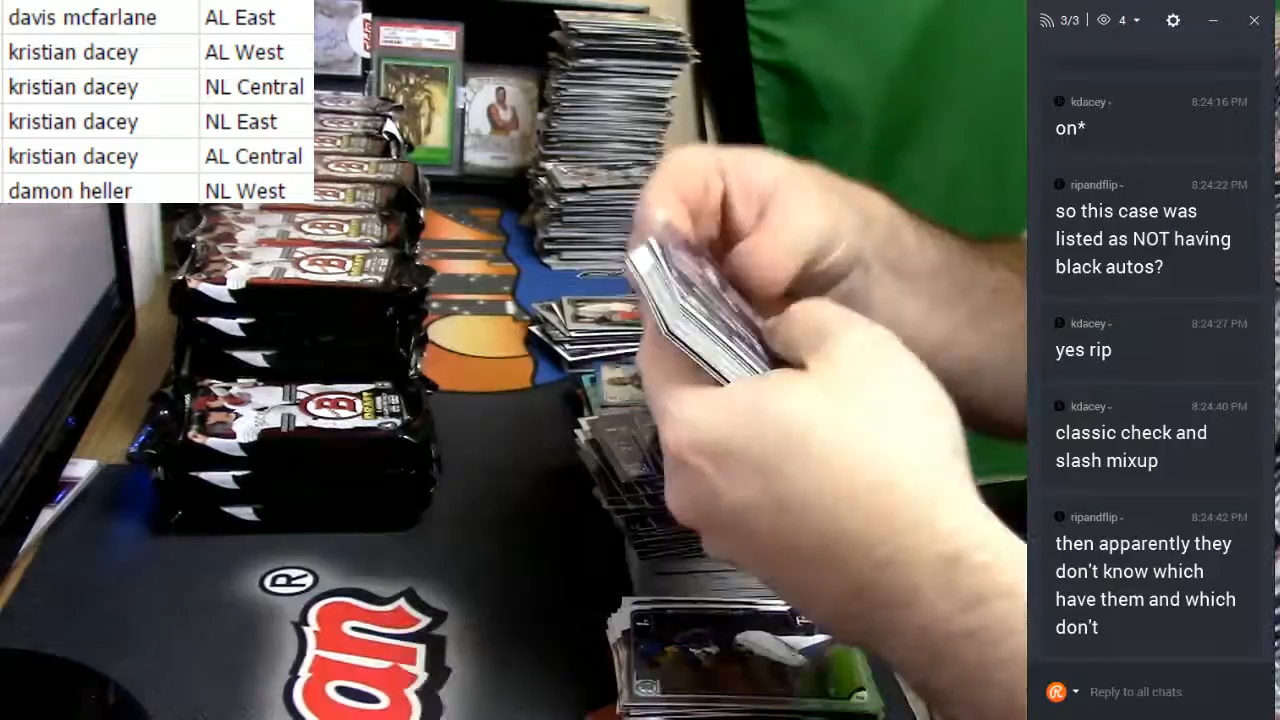 davis mcfarlane AL East
kristian dacey AL West
kristian dacey NL Central
kristian dacey NL East
kristian dacey AL Central
damon heller NL West
B
DRAFT
an®
3/3 4
kdacey- 8:24:16 PM
on*
ripandflip- 8:24:22 PM
so this case was
listed as NOT having
black autos?
kdacey- 8:24:27 PM
yes rip
kdacey- 8:24:40 PM
classic check and
slash mixup
ripandflip- 8:24:42 PM
then apparently they
don't know which
have them and which
don't
Reply to all chats